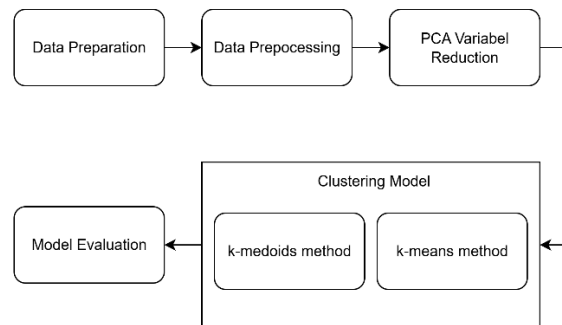 Data Preparation
Data Prepocessing
PCA Variabel
Reduction
Clustering Model
Model Evaluation
k-medoids method
k-means method